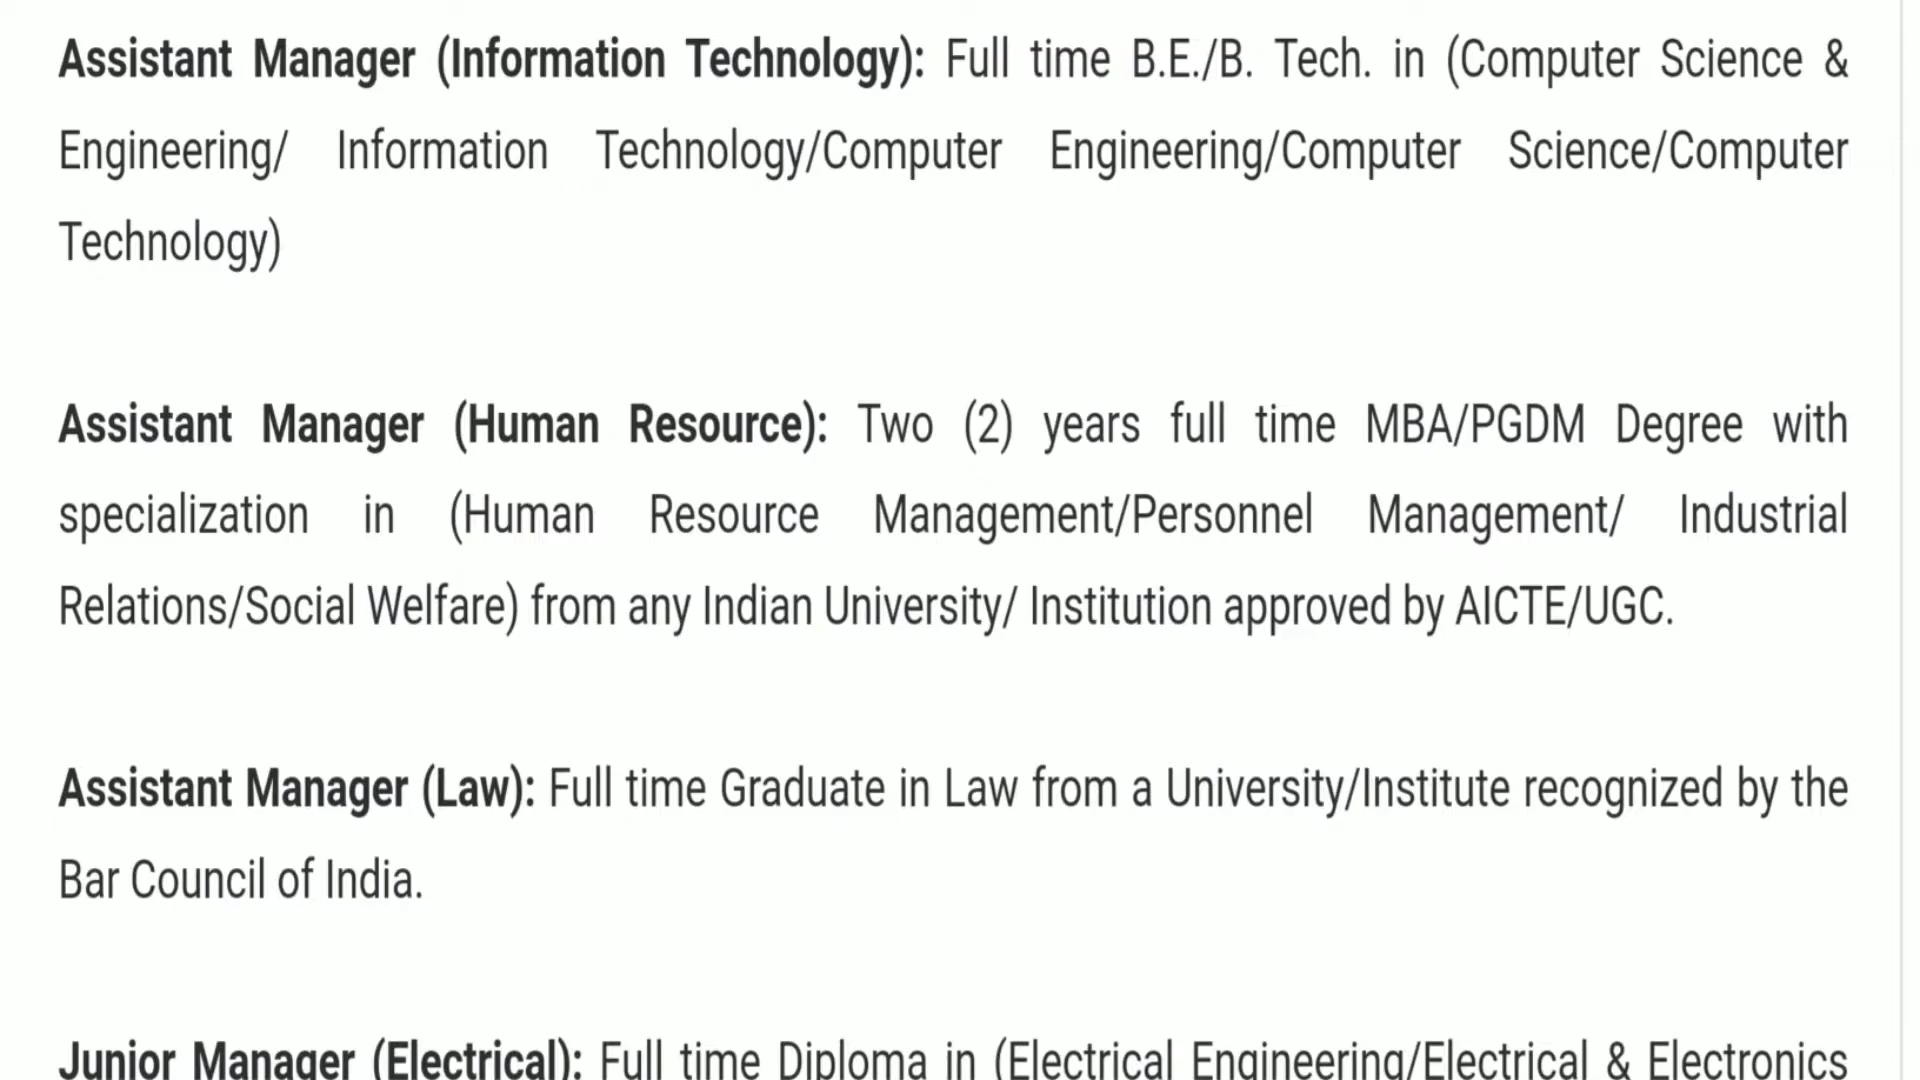 Assistant Manager (Information Technology): Full time B.E./B. Tech. in (Computer Science &
Engineering/ Information Technology/Computer Engineering/Computer Science/Computer
Technology)
Assistant Manager (Human Resource): Two (2) years full time MBA/PGDM Degree with
specialization in (Human Resource Management/Personnel Management/ Industrial
Relations/Social Welfare) from any Indian University/ Institution approved by AICTE/UGC.
Assistant Manager (Law): Full time Graduate in Law from a University/Institute recognized by the
Bar Council of India.
Junior Manager (Electrical): Full time Diploma in (Electrical Engineering/Electrical & Electronics